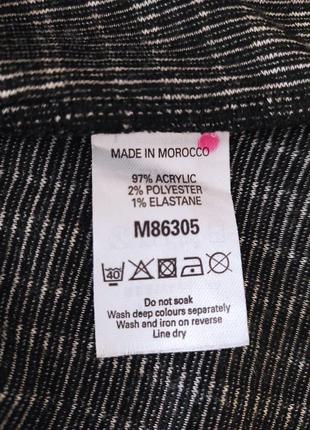 MADE IN MOROCCO
97% ACRYLIC
2% POLYESTER
1% ELASTANE
M86305
40
Do not soak
Wash deep colours separately
Wash and iron on reverse
Line dry